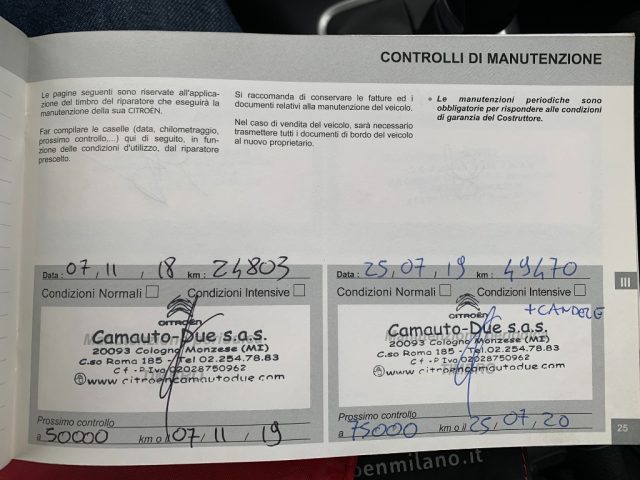 CONTROLLI DI MANUTENZIONE
Le pagine seguenti sono riservate all'applica-
zione del timbro del riparatore che eseguirà la
manutenzione della sua CITROËN.
Far compilare le caselle (data, chilometraggio,
prossimo controllo,...) qui di seguito, in fun-
zione delle condizioni d'utilizzo, dal riparatore
prescelto.
Si raccomanda di conservare le fatture ed i
documenti relativi alla manutenzione del veicolo.
Nel caso di vendita del veicolo, sarà necessario
trasmettere tutti i documenti di bordo del veicolo
al nuovo proprietario.
• Le manutenzioni periodiche sono
obbligatorie per rispondere alle condizioni
di garanzia del Costruttore.
Data : 07, 11, 18 km : 24803
Condizioni Normali Condizioni Intensive
CITROËN
Camauto-Due s.a.s.
20093 Cologno Monzese (MI)
C.so Roma 185 - Tel 02.254.78.83
C f - P Iva 02028750962
www.citroencamautodue.com
Prossimo controllo
a 50000 km o il 07, 11, 19
Data : 25, 07, 19 km : 49470
Condizioni Normali Condizioni Intensive
+ CANDELE
CITROËN
Camauto-Due s.a.s.
20093 Cologno Monzese (MI)
C.so Roma 185 - Tel 02.254.78.83
C f - P Iva 02028750962
www.citroencamautodue.com
Prossimo controllo
a 75000 km o il 25, 07, 20
III
25
enmilano.it